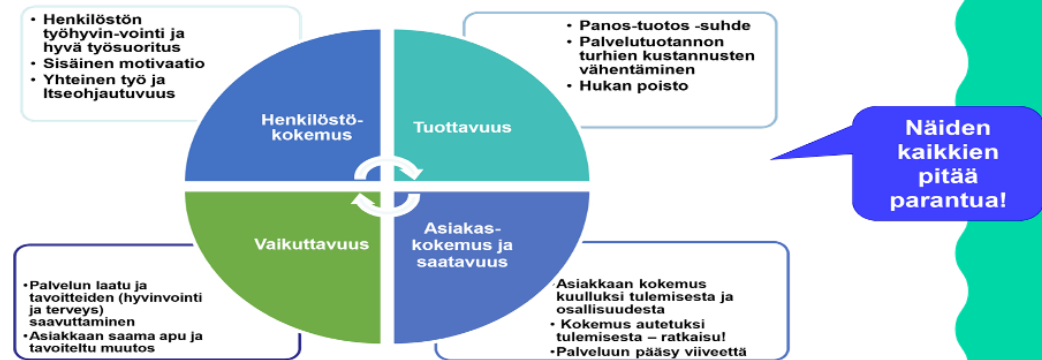 • Henkilöstön
työhyvin-vointi ja
hyvä työsuoritus
• Sisäinen motivaatio
• Yhteinen työ ja
Itseohjautuvuus
• Panos-tuotos -suhde
• Palvelutuotannon
turhien kustannusten
vähentäminen
• Hukan poisto
Henkilöstö-
kokemus
Tuottavuus
Näiden
kaikkien
pitää
parantua!
Vaikuttavuus
Asiakas-
kokemus ja
saatavuus
•Palvelun laatu ja
tavoitteiden (hyvinvointi
ja terveys)
saavuttaminen
•Asiakkaan saama apu ja
tavoiteltu muutos
•Asiakkaan kokemus
kuulluksi tulemisesta ja
osallisuudesta
• Kokemus autetuksi
tulemisesta – ratkaisu!
•Palveluun pääsy viiveettä